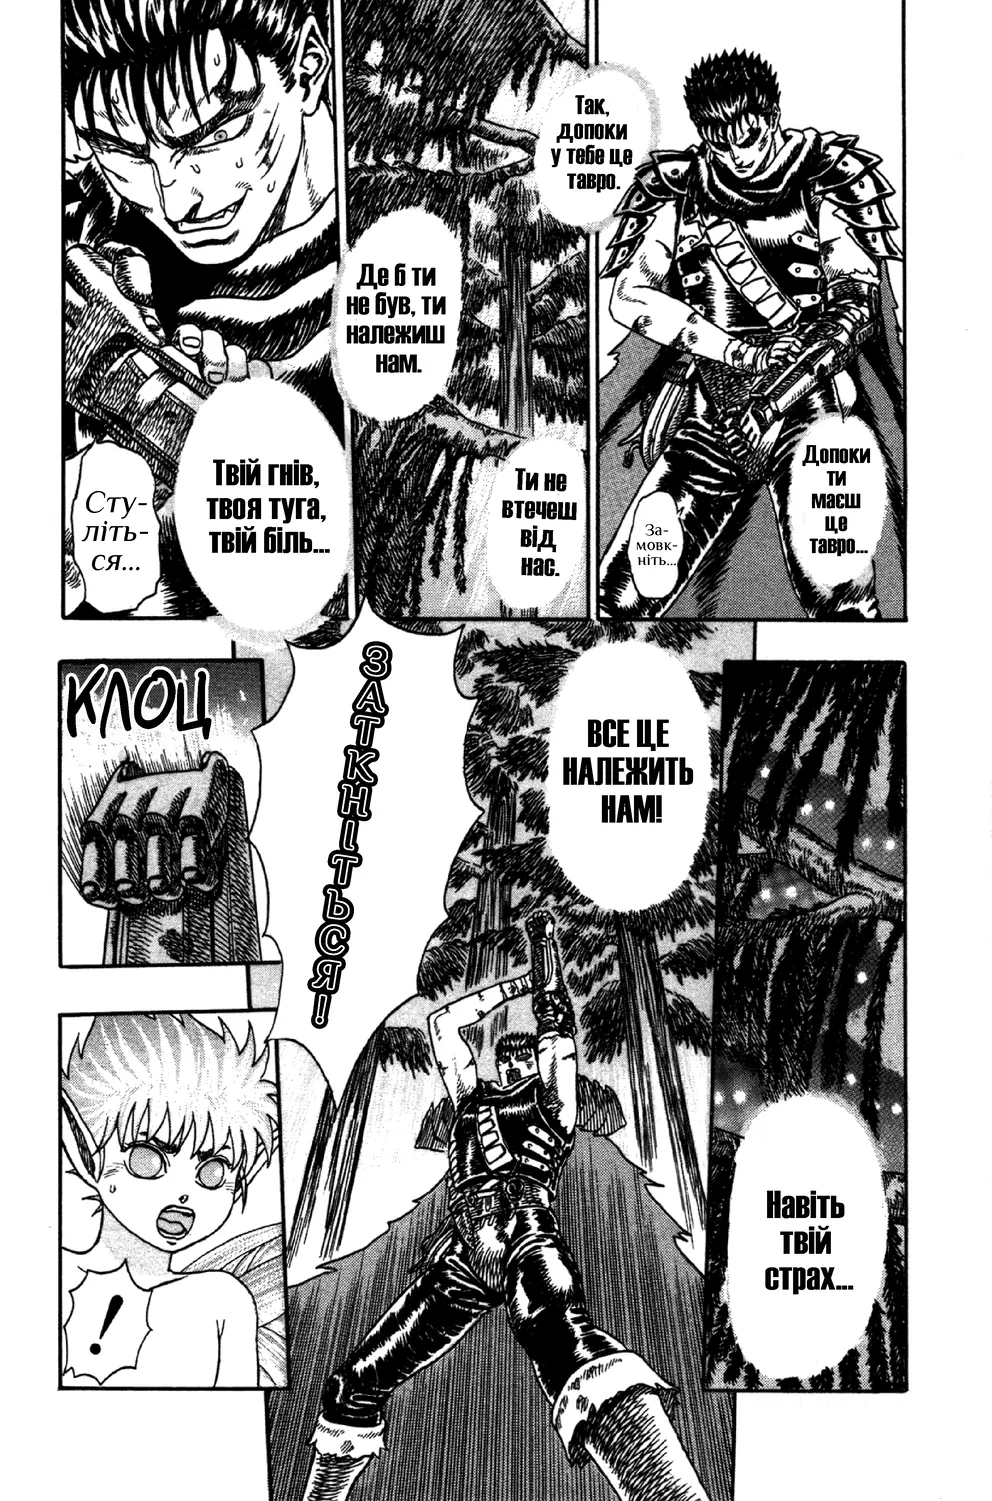 Так,
допоки
у тебе це
тавро.
Допоки
ти
маєш
це
тавро...
За-
мовк-
ніть...
Де б ти
не був, ти
належиш
нам.
Ти не
втечеш
від
нас.
Твій гнів,
твоя туга,
твій біль...
Сту-
літь-
ся...
Навіть
твій
страх...
ВСЕ ЦЕ
НАЛЕЖИТЬ
НАМ!
ЗАТКНІТЬСЯ!
КЛОЦ
!